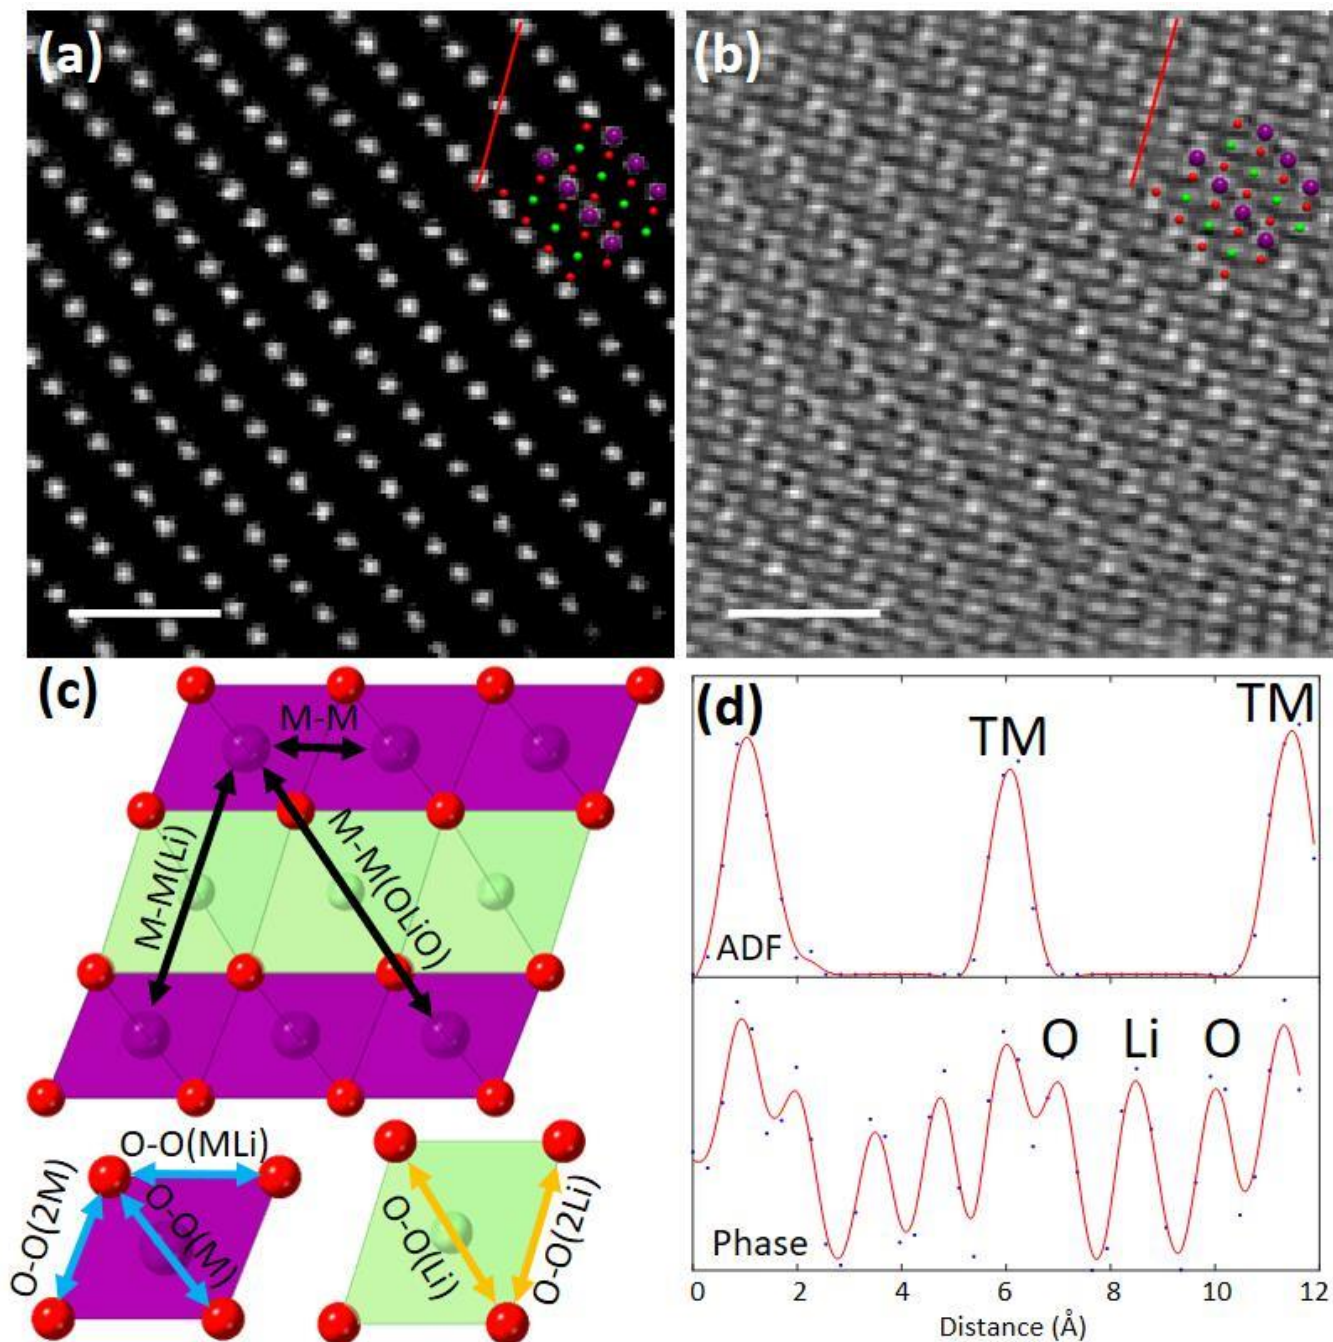 (a)
(b)
(c)
M-M
M-M(Li)
M-M(OLiO)
O-O(MLi)
O-O(2M)
O-O(M)
O-O(Li)
O-O(2Li)
(d)
TM
TM
ADF
O
Li
O
Phase
0 2 4 6 8 10 12
Distance (Å)